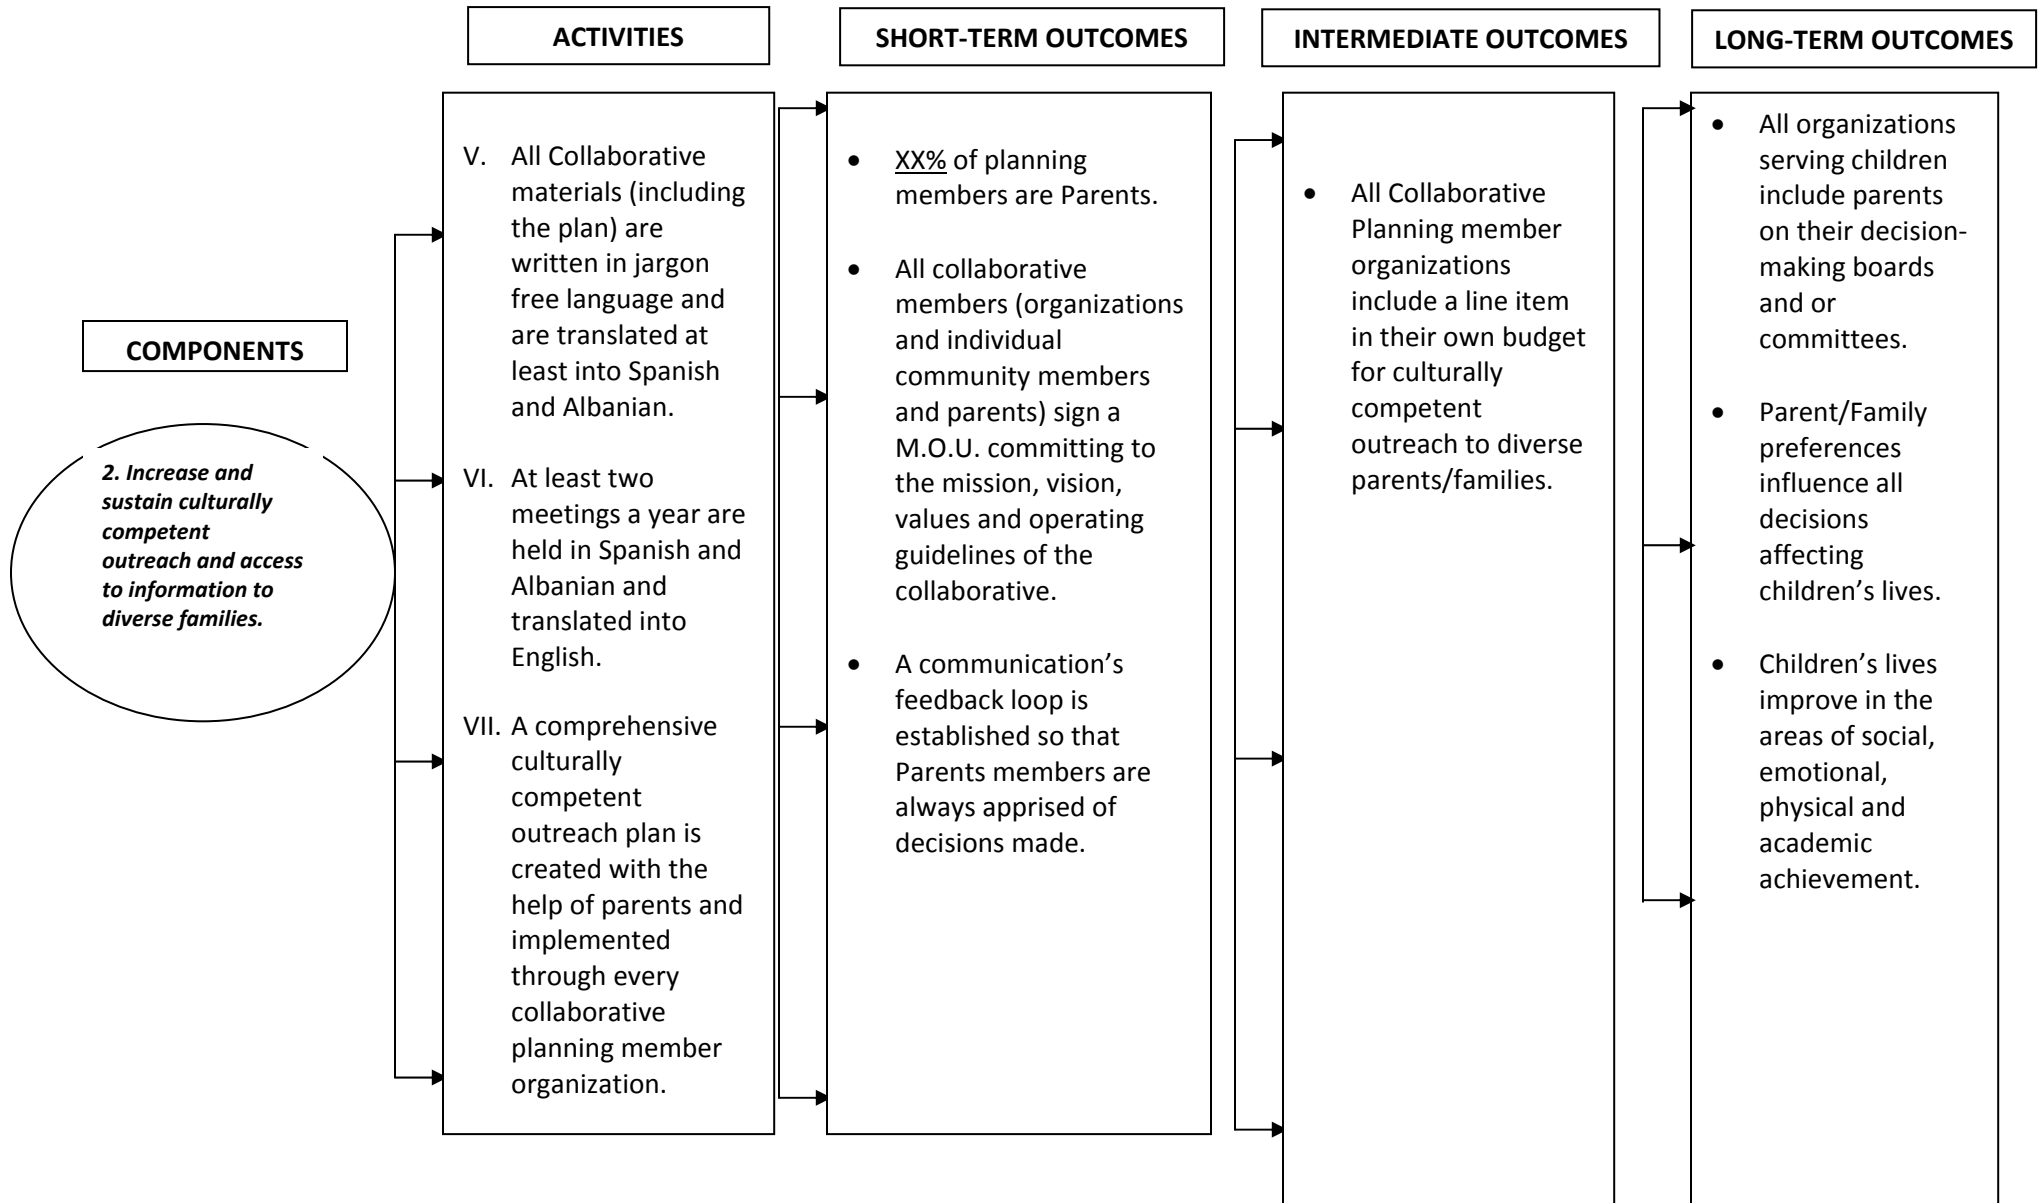 COMPONENTS
2. Increase and
sustain culturally
competent
outreach and access
to information to
diverse families.
ACTIVITIES
V. All Collaborative
materials (including
the plan) are
written in jargon
free language and
are translated at
least into Spanish
and Albanian.
VI. At least two
meetings a year are
held in Spanish and
Albanian and
translated into
English.
VII. A comprehensive
culturally
competent
outreach plan is
created with the
help of parents and
implemented
through every
collaborative
planning member
organization.
SHORT-TERM OUTCOMES
• XX% of planning
members are Parents.
• All collaborative
members (organizations
and individual
community members
and parents) sign a
M.O.U. committing to
the mission, vision,
values and operating
guidelines of the
collaborative.
• A communication’s
feedback loop is
established so that
Parents members are
always apprised of
decisions made.
INTERMEDIATE OUTCOMES
• All Collaborative
Planning member
organizations
include a line item
in their own budget
for culturally
competent
outreach to diverse
parents/families.
LONG-TERM OUTCOMES
• All organizations
serving children
include parents
on their decision-
making boards
and or
committees.
• Parent/Family
preferences
influence all
decisions
affecting
children’s lives.
• Children’s lives
improve in the
areas of social,
emotional,
physical and
academic
achievement.